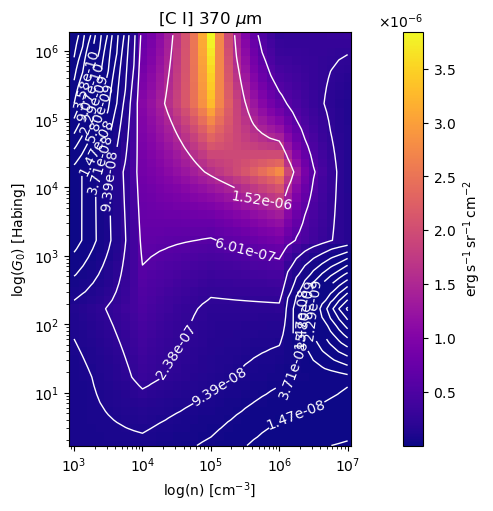 [C I] 370 μm
×10⁻⁶
10⁶
10⁵
10⁴
10³
10²
10¹
log(G₀) [Habing]
10³
10⁴
10⁵
10⁶
10⁷
log(n) [cm⁻³]
9.39e-08
3.71e-08
1.52e-06
6.01e-07
2.38e-07
9.39e-08
3.71e-08
2.29e-09
1.47e-08
3.5
3.0
2.5
2.0
1.5
1.0
0.5
erg s⁻¹ sr⁻¹ cm⁻²